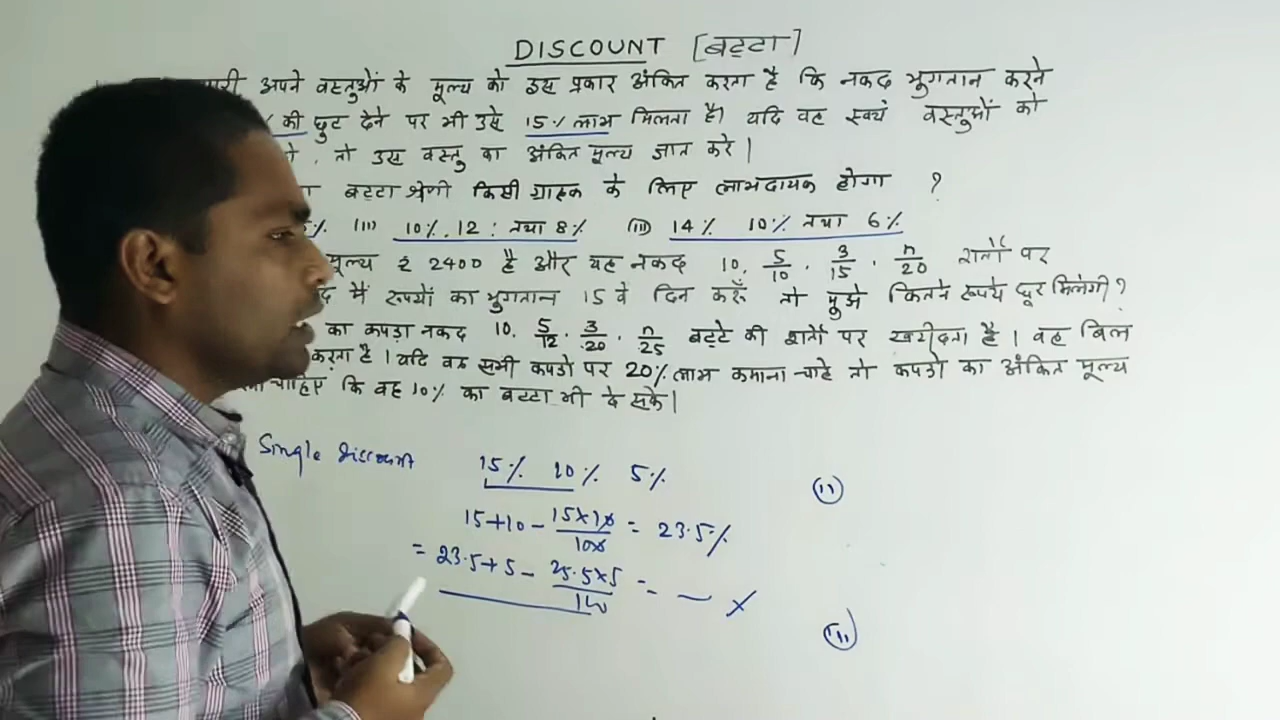 DISCOUNT [बट्टा]
अपने वस्तुओं के मूल्य को इस प्रकार अंकित करता है कि नकद भुगतान करने
% की छूट देने पर भी उसे 15% लाभ मिलता है। यदि वह स्वयं वस्तुओं को
तो उस वस्तु का अंकित मूल्य ज्ञात करे।
बट्टा श्रेणी किसी ग्राहक के लिए लाभदायक होगा ?
% (ii) 10%, 12: तथा 8% (iii) 14% 10% तथा 6%
मूल्य ₹ 2400 है और यह नकद 10, 5/10, 3/15, n/20 शर्तों पर
में रूपयों का भुगतान 15 वे दिन करूँ तो मुझे कितने रूपये छूट मिलेगी?
का कपडा नकद 10, 5/12, 3/20, n/25 बट्टे की शर्तों पर खरीदता है। वह बिल
करता है। यदि वह सभी कपडो पर 20% लाभ कमाना चाहे तो कपडो का अंकित मूल्य
चाहिए कि वह 10% का बट्टा भी दे सके।
Single discount 15% 10% 5% (ii)
15+10 - 15×10/100 = 23.5%
= 23.5+5 - 23.5×5/100 = — ×
(iii)